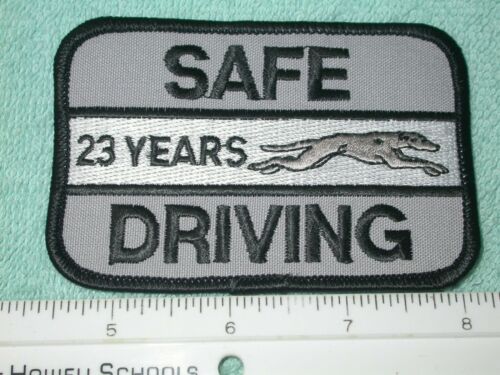 SAFE
23 YEARS
DRIVING
5 6 7 8
Howell Schools